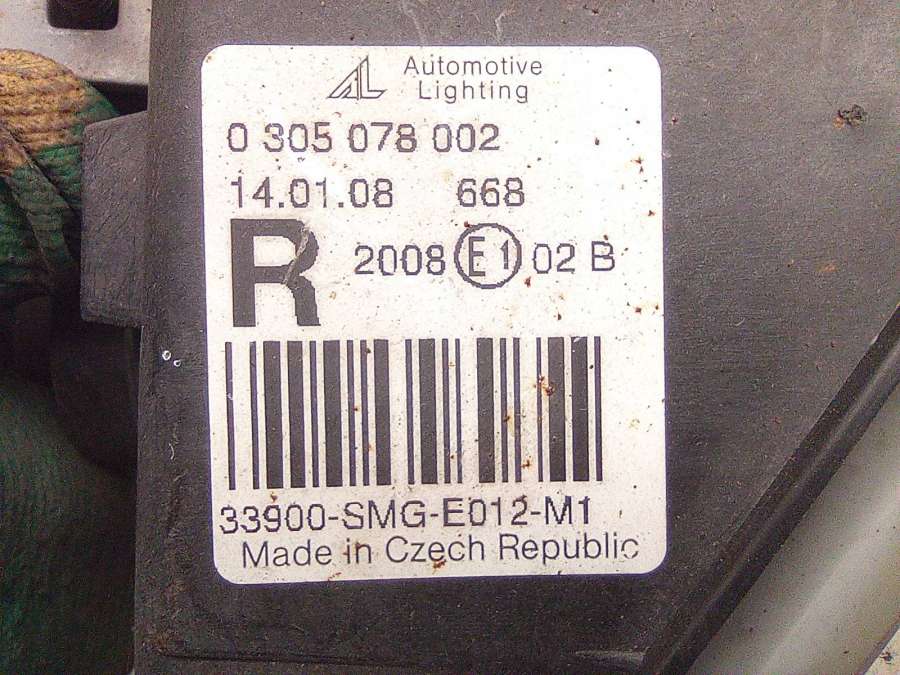 AL Automotive
Lighting
0 305 078 002
14.01.08 668
R 2008 E1 02 B
33900-SMG-E012-M1
Made in Czech Republic